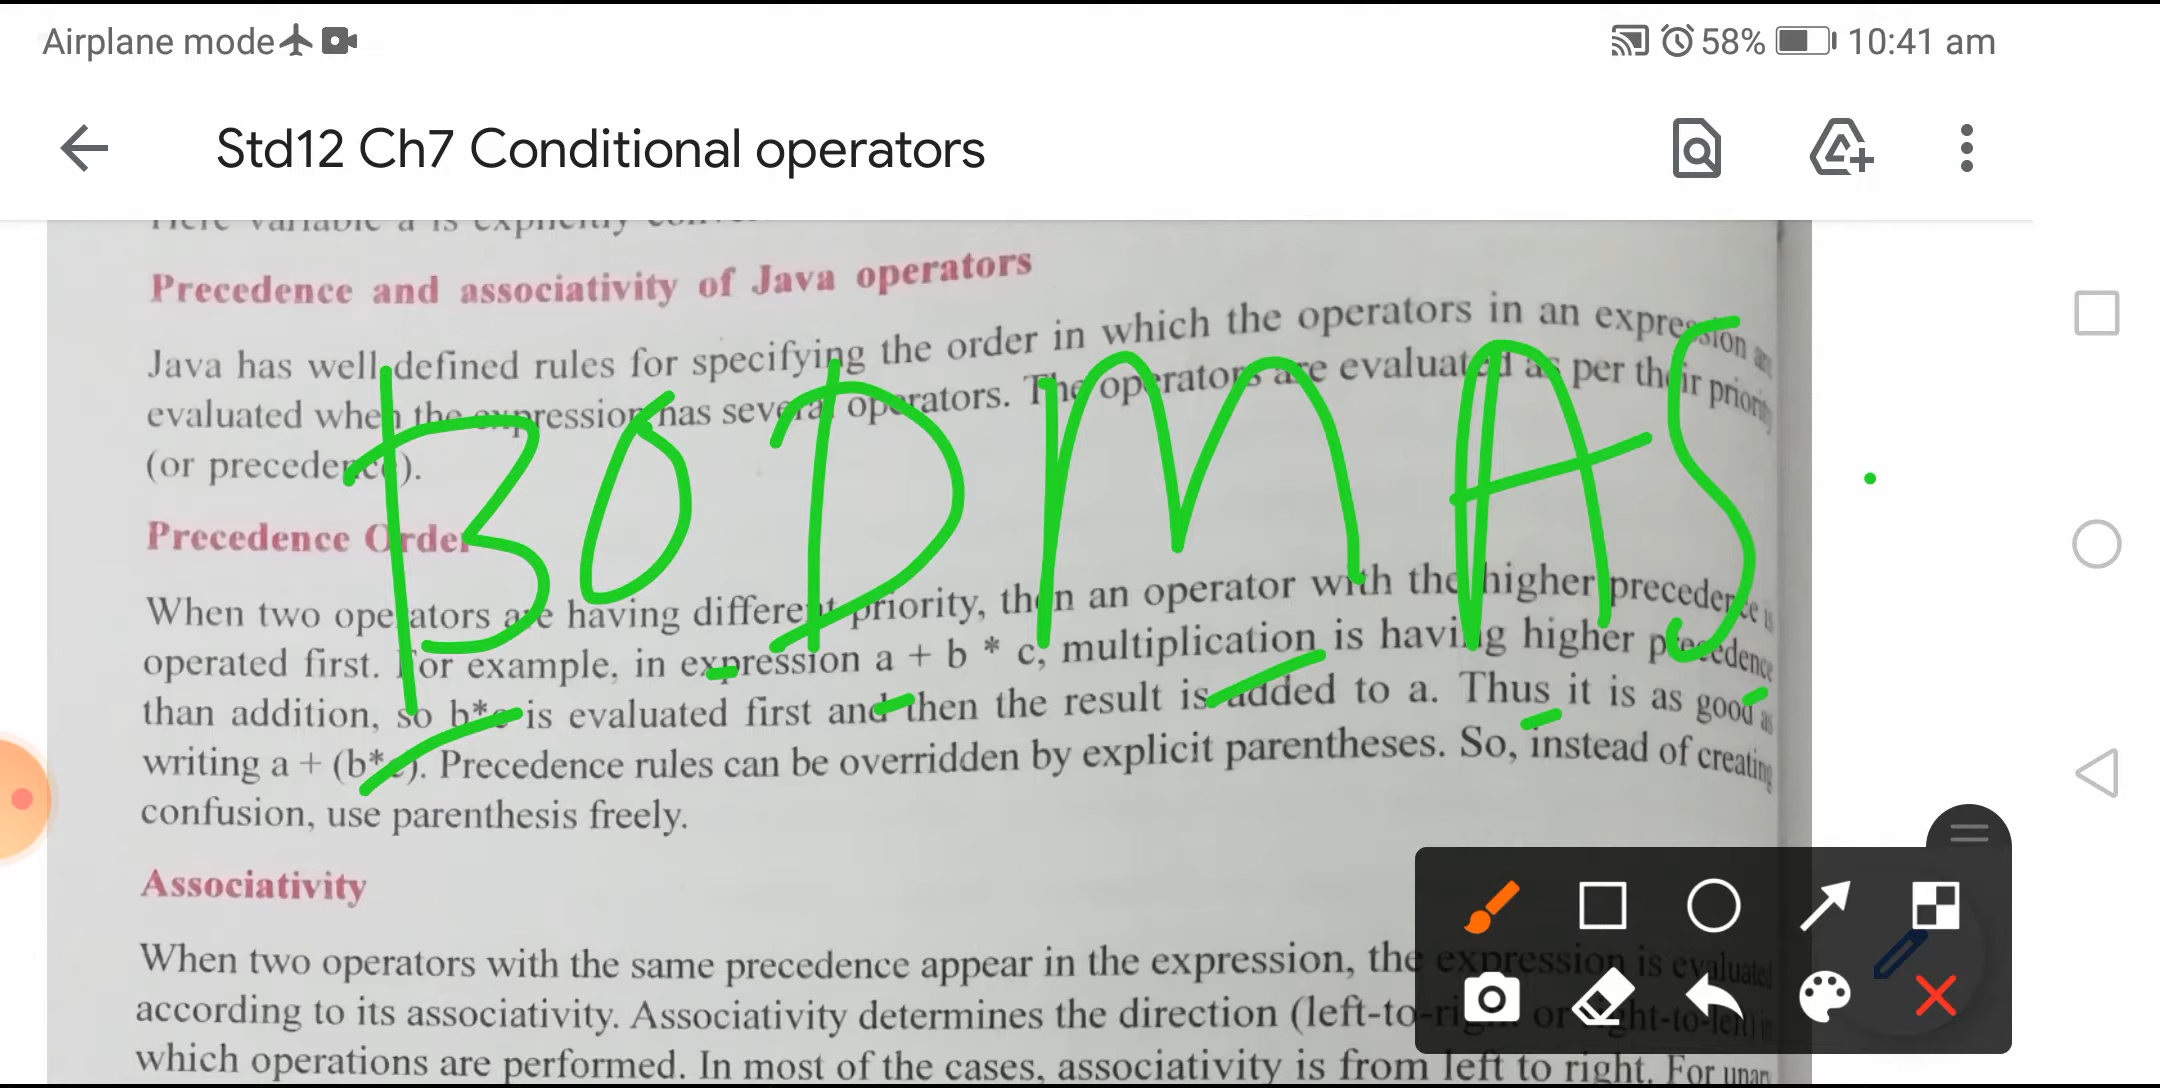 Airplane mode 58% 10:41 am
Std12 Ch7 Conditional operators
Here variable a is explicitly
Precedence and associativity of Java operators
Java has well defined rules for specifying the order in which the operators in an expression are
evaluated when the expression has several operators. The operators are evaluated as per their priority
(or precedence).
BODMAS
Precedence Order
When two operators are having different priority, then an operator with the higher precedence is
operated first. For example, in expression a + b * c, multiplication is having higher precedence
than addition, so b*c is evaluated first and then the result is added to a. Thus it is as good as
writing a + (b*c). Precedence rules can be overridden by explicit parentheses. So, instead of creating
confusion, use parenthesis freely.
Associativity
When two operators with the same precedence appear in the expression, the expression is evaluated
according to its associativity. Associativity determines the direction (left-to-right or right-to-left) in
which operations are performed. In most of the cases, associativity is from left to right. For unary